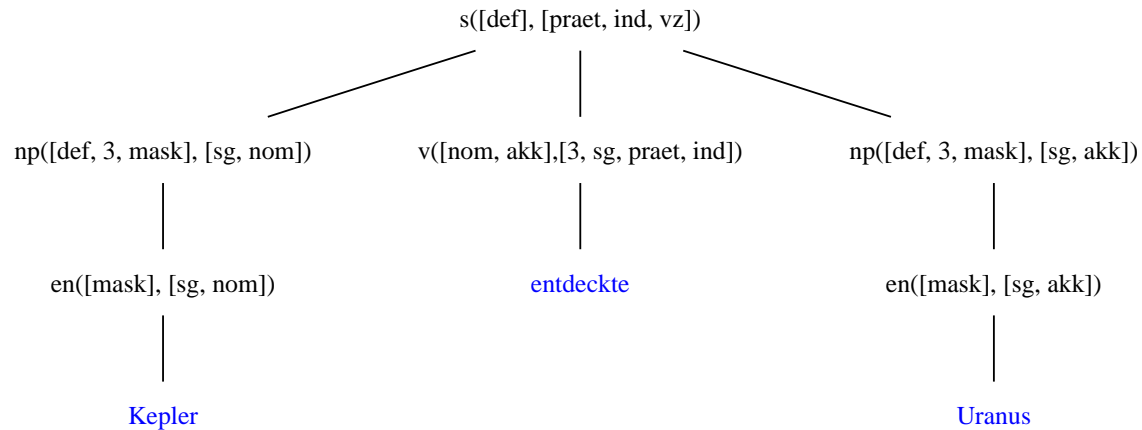 s([def], [praet, ind, vz])
np([def, 3, mask], [sg, nom]) v([nom, akk],[3, sg, praet, ind]) np([def, 3, mask], [sg, akk])
en([mask], [sg, nom]) entdeckte en([mask], [sg, akk])
Kepler Uranus